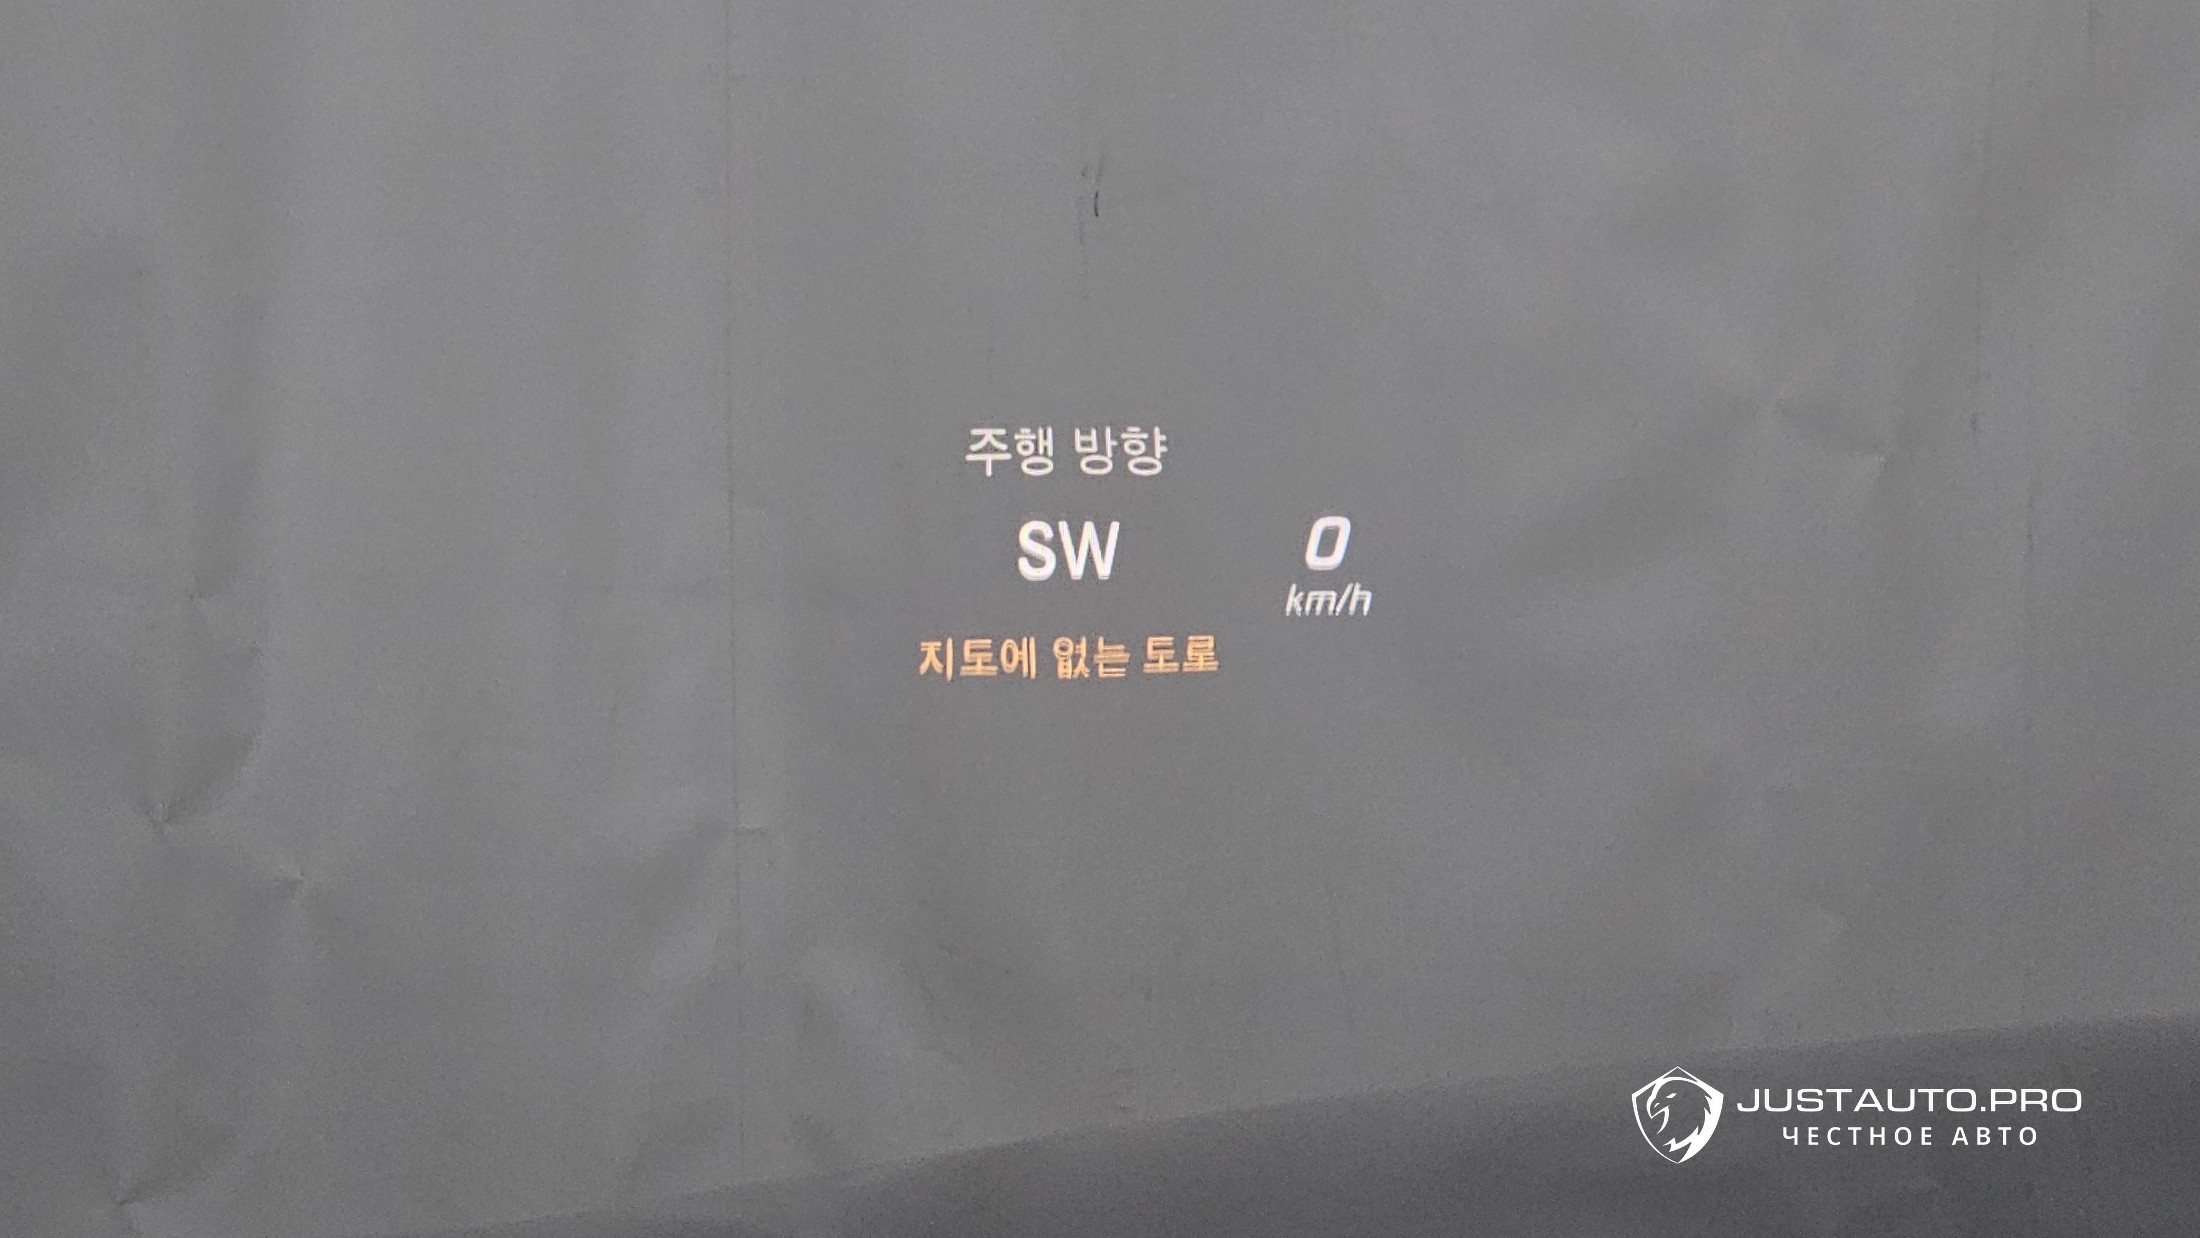 주행 방향
SW
0
km/h
지도에 없는 도로
JUSTAUTO.PRO
ЧЕСТНОЕ АВТО